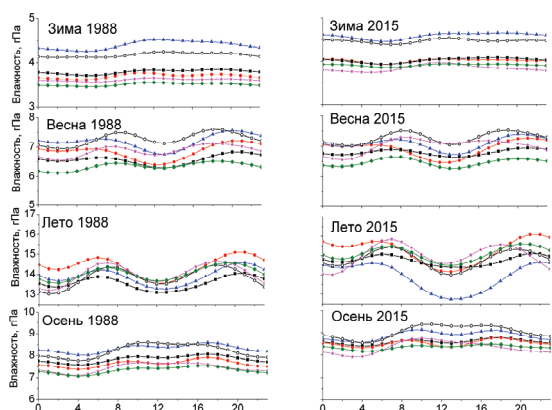 Зима 1988
Зима 2015
Влажность, гПа
5
4
3
Весна 1988
Весна 2015
Влажность, гПа
8
7
6
5
Лето 1988
Лето 2015
Влажность, гПа
17
16
15
14
13
Осень 1988
Осень 2015
Влажность, гПа
10
9
8
7
6
0 4 8 12 16 20
0 4 8 12 16 20